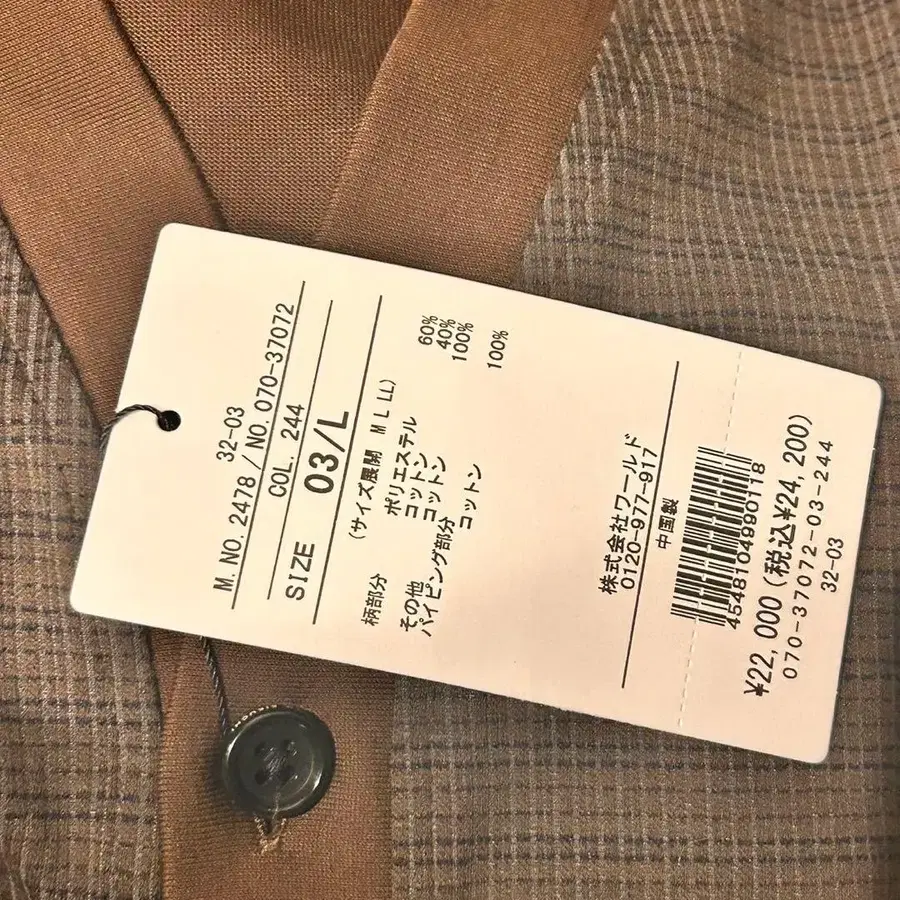 32-03
M. NO. 2478 / NO. 070-37072
COL. 244
SIZE 03/L
(サイズ展開 M L LL)
柄部分 ポリエステル 60%
コットン 40%
その他 コットン 100%
パイピング部分
コットン 100%
株式会社ワールド
0120-977-917
中国製
4548104990118
¥22,000 (税込¥24,200)
070-37072-03-244
32-03